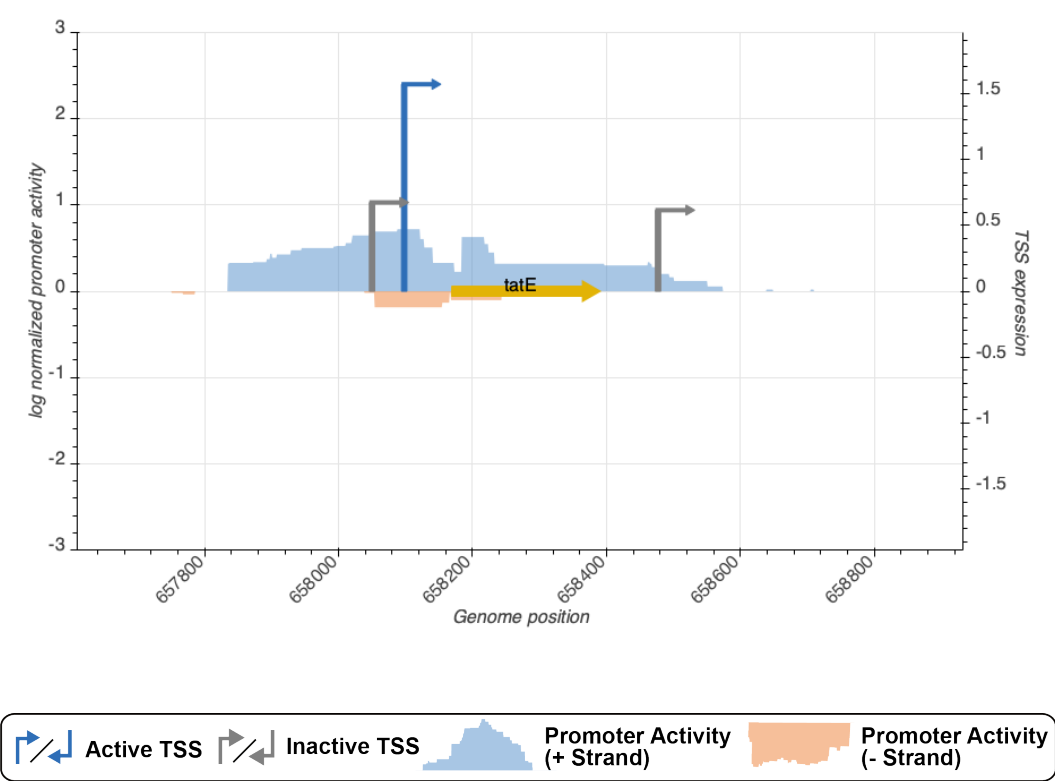 3
2
1
0
-1
-2
-3
log normalized promoter activity
1.5
1
0.5
0
-0.5
-1
-1.5
TSS expression
tatE
657800
658000
658200
658400
658600
658800
Genome position
Active TSS
Inactive TSS
Promoter Activity
(+ Strand)
Promoter Activity
(- Strand)